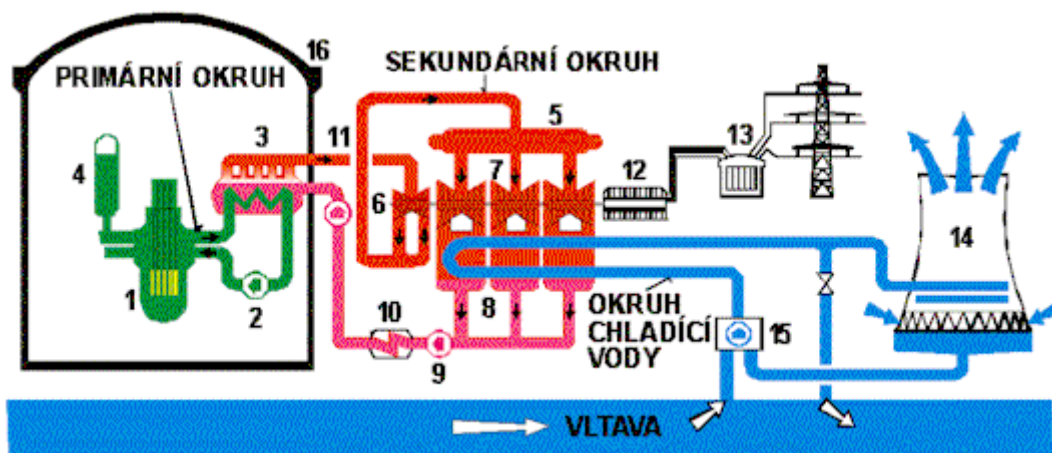 16
PRIMÁRNÍ OKRUH
SEKUNDÁRNÍ OKRUH
3
11
5
13
4
7
12
6
14
1
2
10
8
9
OKRUH
CHLADÍCÍ
VODY
15
VLTAVA